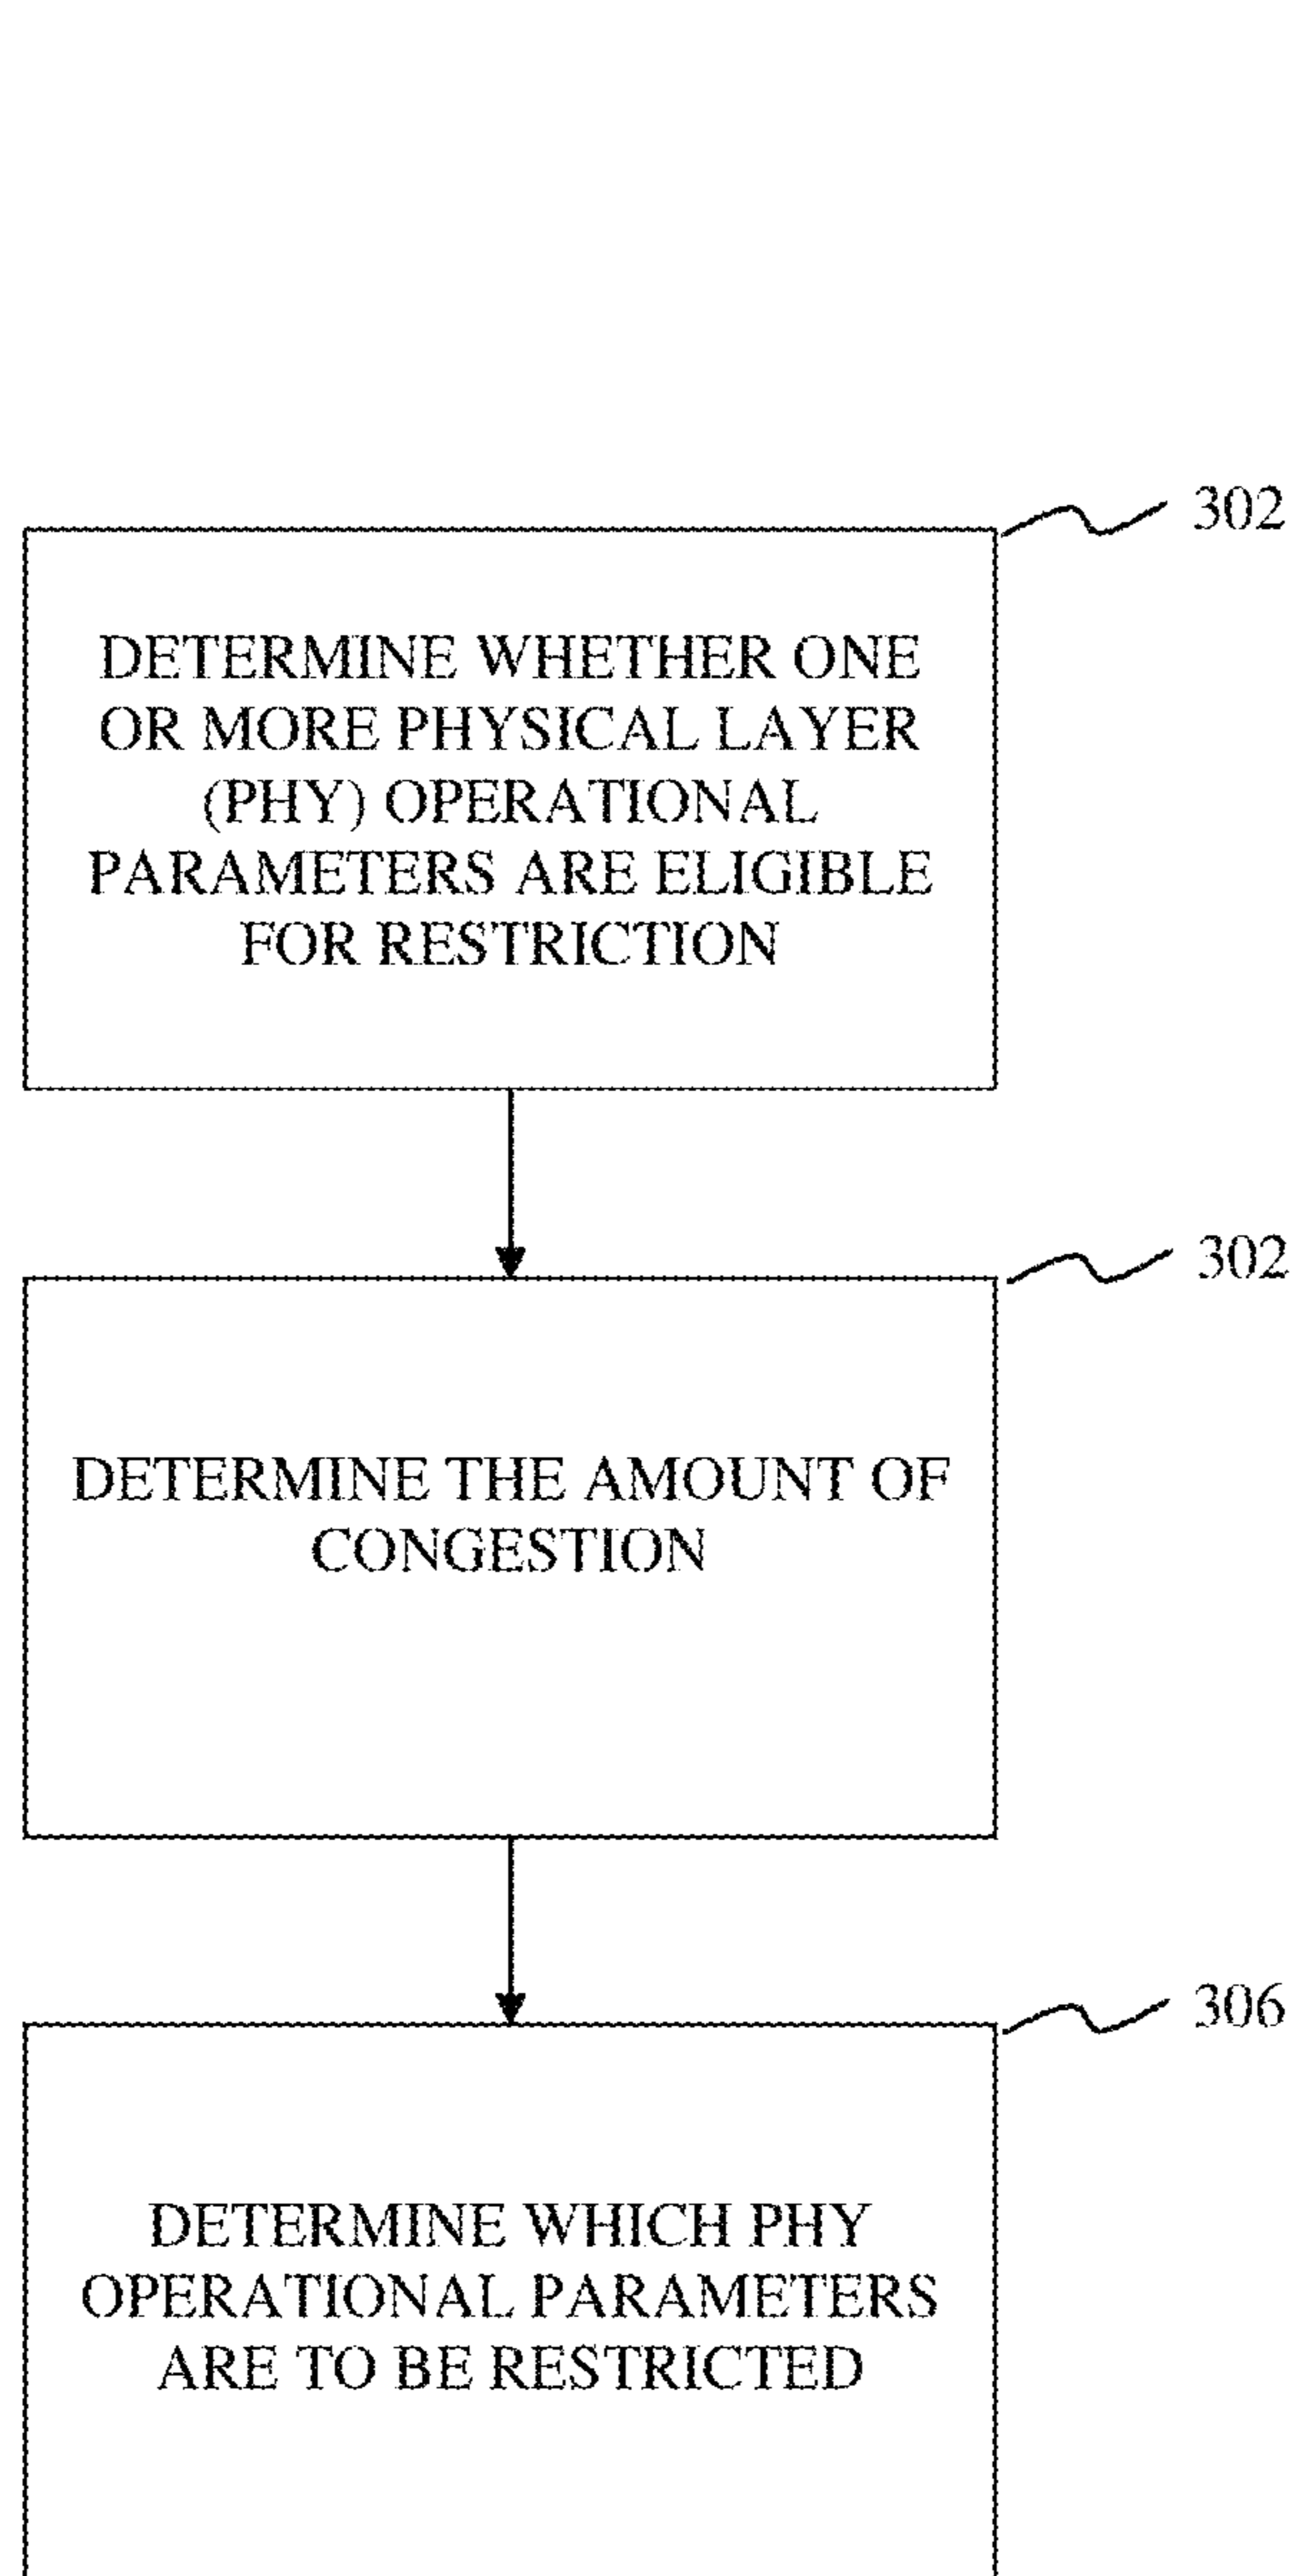 302
DETERMINE WHETHER ONE
OR MORE PHYSICAL LAYER
(PHY) OPERATIONAL
PARAMETERS ARE ELIGIBLE
FOR RESTRICTION
302
DETERMINE THE AMOUNT OF
CONGESTION
306
DETERMINE WHICH PHY
OPERATIONAL PARAMETERS
ARE TO BE RESTRICTED